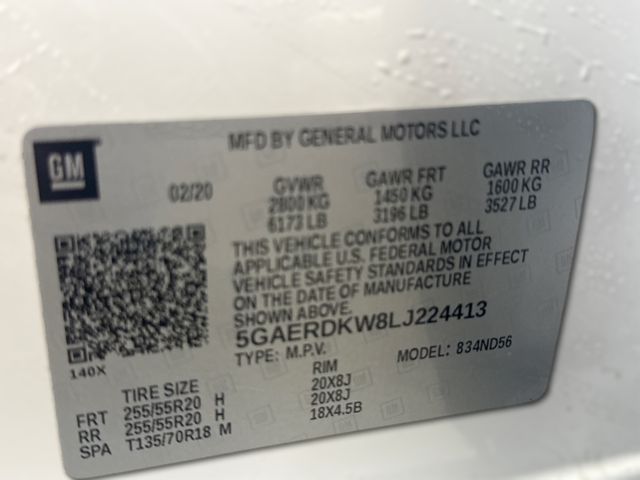 MFD BY GENERAL MOTORS LLC
GM
02/20 GVWR GAWR FRT GAWR RR
2800 KG 1450 KG 1600 KG
6173 LB 3196 LB 3527 LB
THIS VEHICLE CONFORMS TO ALL
APPLICABLE U.S. FEDERAL MOTOR
VEHICLE SAFETY STANDARDS IN EFFECT
ON THE DATE OF MANUFACTURE
SHOWN ABOVE.
5GAERDKW8LJ224413
TYPE: M.P.V. MODEL: 834ND56
140X
TIRE SIZE RIM
FRT 255/55R20 H 20X8J
RR 255/55R20 H 20X8J
SPA T135/70R18 M 18X4.5B